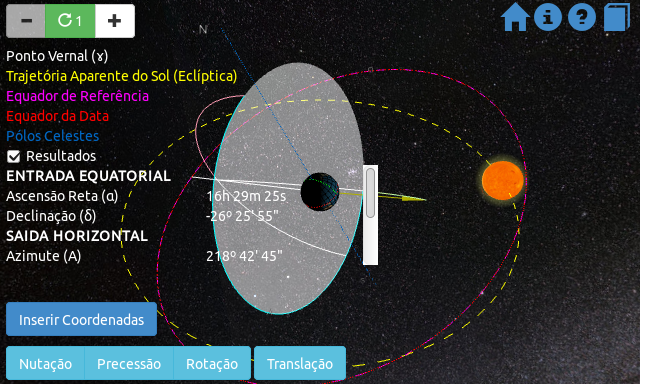 1
N
Ponto Vernal (ɤ)
Trajetória Aparente do Sol (Eclíptica)
Equador de Referência
Equador da Data
Pólos Celestes
Resultados
ENTRADA EQUATORIAL
Ascensão Reta (α) 16h 29m 25s
Declinação (δ) -26º 25' 55"
SAIDA HORIZONTAL
Azimute (A) 218º 42' 45"
Inserir Coordenadas
Nutação Precessão Rotação Translação